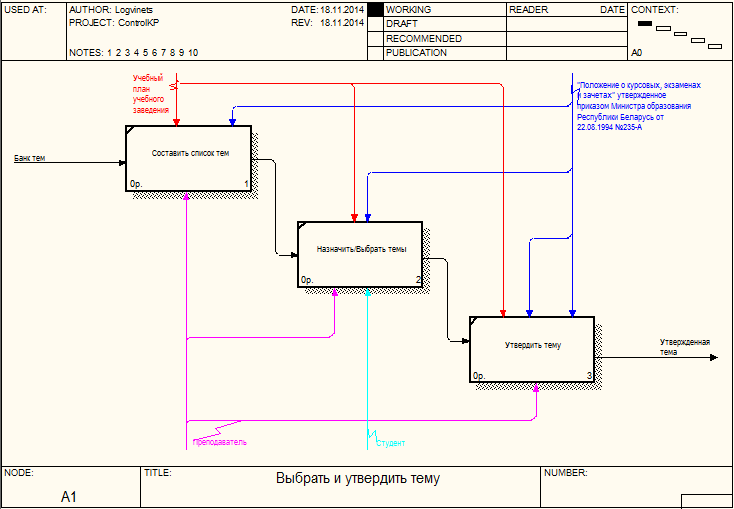 USED AT:
AUTHOR: Logvinets
DATE: 18.11.2014
WORKING
READER
DATE
CONTEXT:
PROJECT: ControlKP
REV: 18.11.2014
DRAFT
RECOMMENDED
NOTES: 1 2 3 4 5 6 7 8 9 10
PUBLICATION
A0
Учебный
план
учебного
заведения
"Положение о курсовых, экзаменах
и зачетах" утвержденное
приказом Министра образования
Республики Беларусь от
22.08.1994 №235-А
Банк тем
Составить список тем
0р.
1
Назначить/Выбрать темы
0р.
2
Утвердить тему
0р.
3
Утвержденная
тема
Преподаватель
Студент
NODE:
TITLE:
NUMBER:
A1
Выбрать и утвердить тему